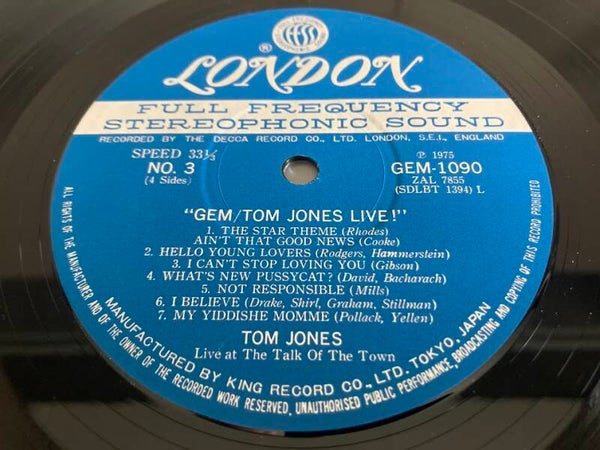 FFSS
® LONDON
FULL FREQUENCY
STEREOPHONIC SOUND
RECORDED BY THE DECCA RECORD CO., LTD. LONDON, S.E.I., ENGLAND
SPEED 33⅓
NO. 3
(4 Sides)
℗ 1975
GEM-1090
ZAL 7855
(SDLBT 1394) L
"GEM/TOM JONES LIVE!"
1. THE STAR THEME (Rhodes)
AIN'T THAT GOOD NEWS (Cooke)
2. HELLO YOUNG LOVERS (Rodgers, Hammerstein)
3. I CAN'T STOP LOVING YOU (Gibson)
4. WHAT'S NEW PUSSYCAT? (David, Bacharach)
5. NOT RESPONSIBLE (Mills)
6. I BELIEVE (Drake, Shirl, Graham, Stillman)
7. MY YIDDISHE MOMME (Pollack, Yellen)
TOM JONES
Live at The Talk Of The Town
MANUFACTURED BY KING RECORD CO., LTD. TOKYO, JAPAN
ALL RIGHTS OF THE MANUFACTURER AND OF THE OWNER OF THE RECORDED WORK RESERVED, UNAUTHORISED PUBLIC PERFORMANCE, BROADCASTING AND COPYING OF THIS RECORD PROHIBITED